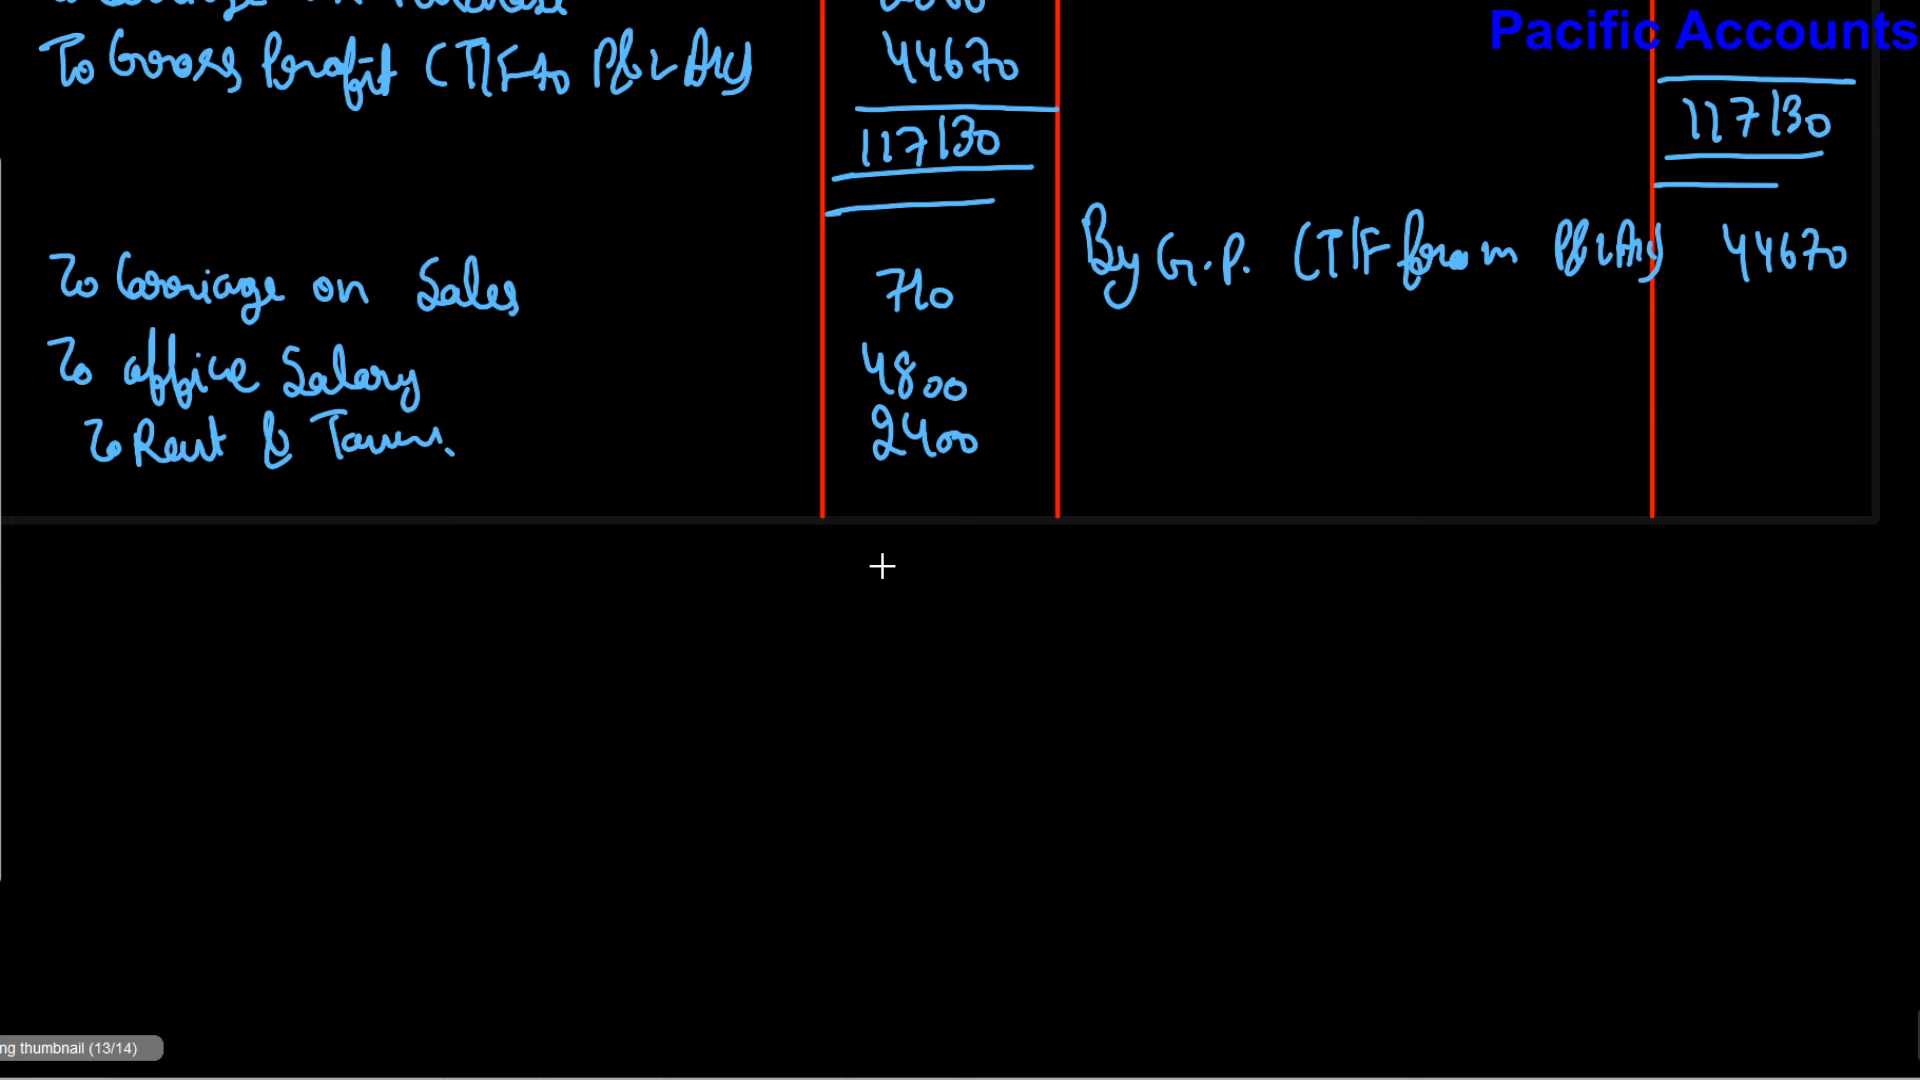 Pacific Accounts
To Gross Profit (T/F to P&L A/c) 44670
117130 117130
By G.P. (T/F from P&L A/c) 44670
To Carriage on Sales 710
To office Salary 4800
To Rent & Taxes. 2400
ng thumbnail (13/14)